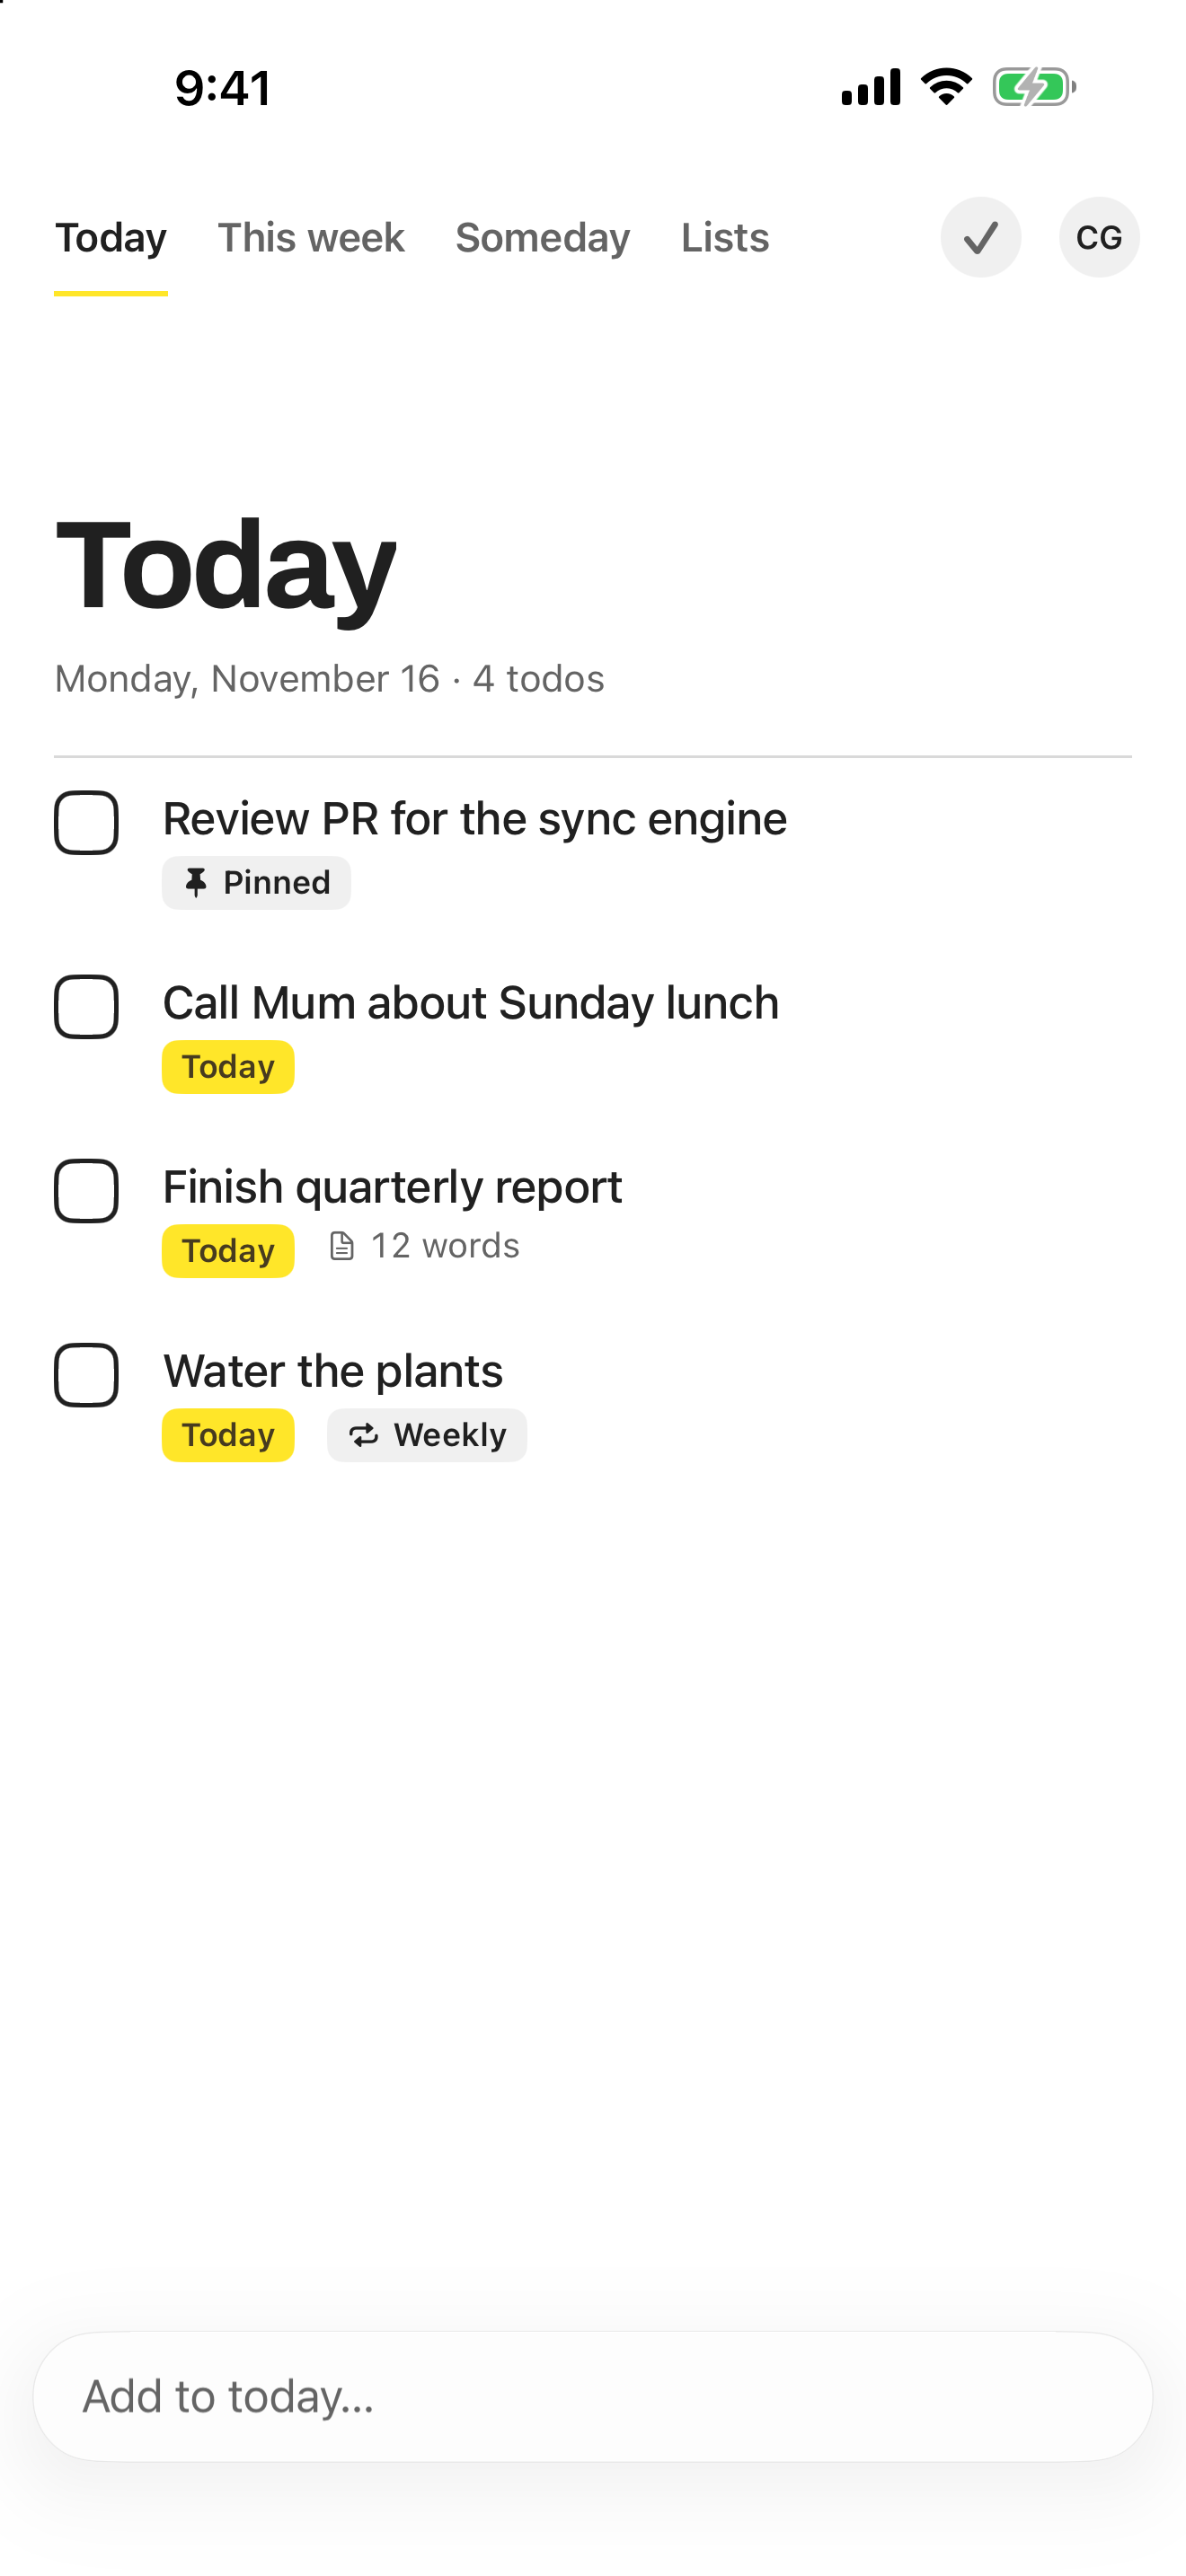 9:41
Today This week Someday Lists CG
Today
Monday, November 16 · 4 todos
Review PR for the sync engine
Pinned
Call Mum about Sunday lunch
Today
Finish quarterly report
Today 12 words
Water the plants
Today Weekly
Add to today...